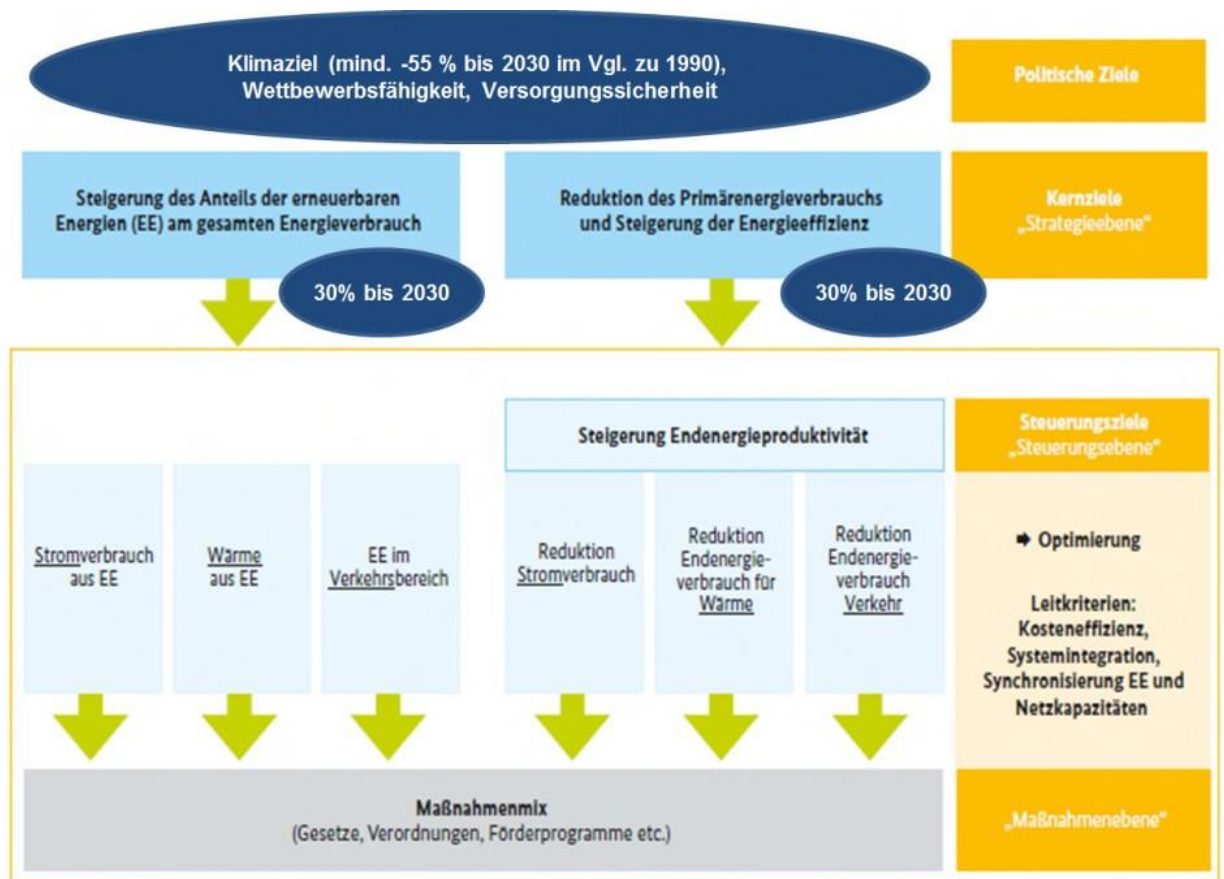 Klimaziel (mind. -55 % bis 2030 im Vgl. zu 1990),
Wettbewerbsfähigkeit, Versorgungssicherheit
Politische Ziele
Steigerung des Anteils der erneuerbaren
Energien (EE) am gesamten Energieverbrauch
Reduktion des Primärenergieverbrauchs
und Steigerung der Energieeffizienz
Kernziele
„Strategieebene“
30% bis 2030
30% bis 2030
Steigerung Endenergieproduktivität
Steuerungsziele
„Steuerungsebene“
Stromverbrauch
aus EE
Wärme
aus EE
EE im
Verkehrsbereich
Reduktion
Stromverbrauch
Reduktion
Endenergie-
verbrauch für
Wärme
Reduktion
Endenergie-
verbrauch
Verkehr
➡ Optimierung
Leitkriterien:
Kosteneffizienz,
Systemintegration,
Synchronisierung EE und
Netzkapazitäten
Maßnahmenmix
(Gesetze, Verordnungen, Förderprogramme etc.)
„Maßnahmenebene“